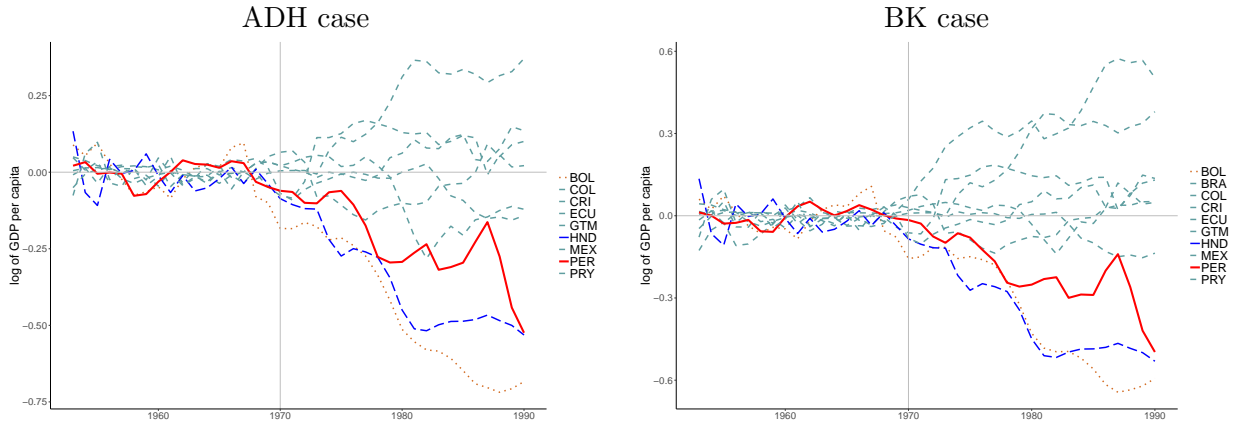 ADH case
log of GDP per capita
0.25
0.00
−0.25
−0.50
−0.75
1960
1970
1980
1990
BOL
COL
CRI
ECU
GTM
HND
MEX
PER
PRY
BK case
log of GDP per capita
0.6
0.3
0.0
−0.3
−0.6
1960
1970
1980
1990
BOL
BRA
COL
CRI
ECU
GTM
HND
MEX
PER
PRY